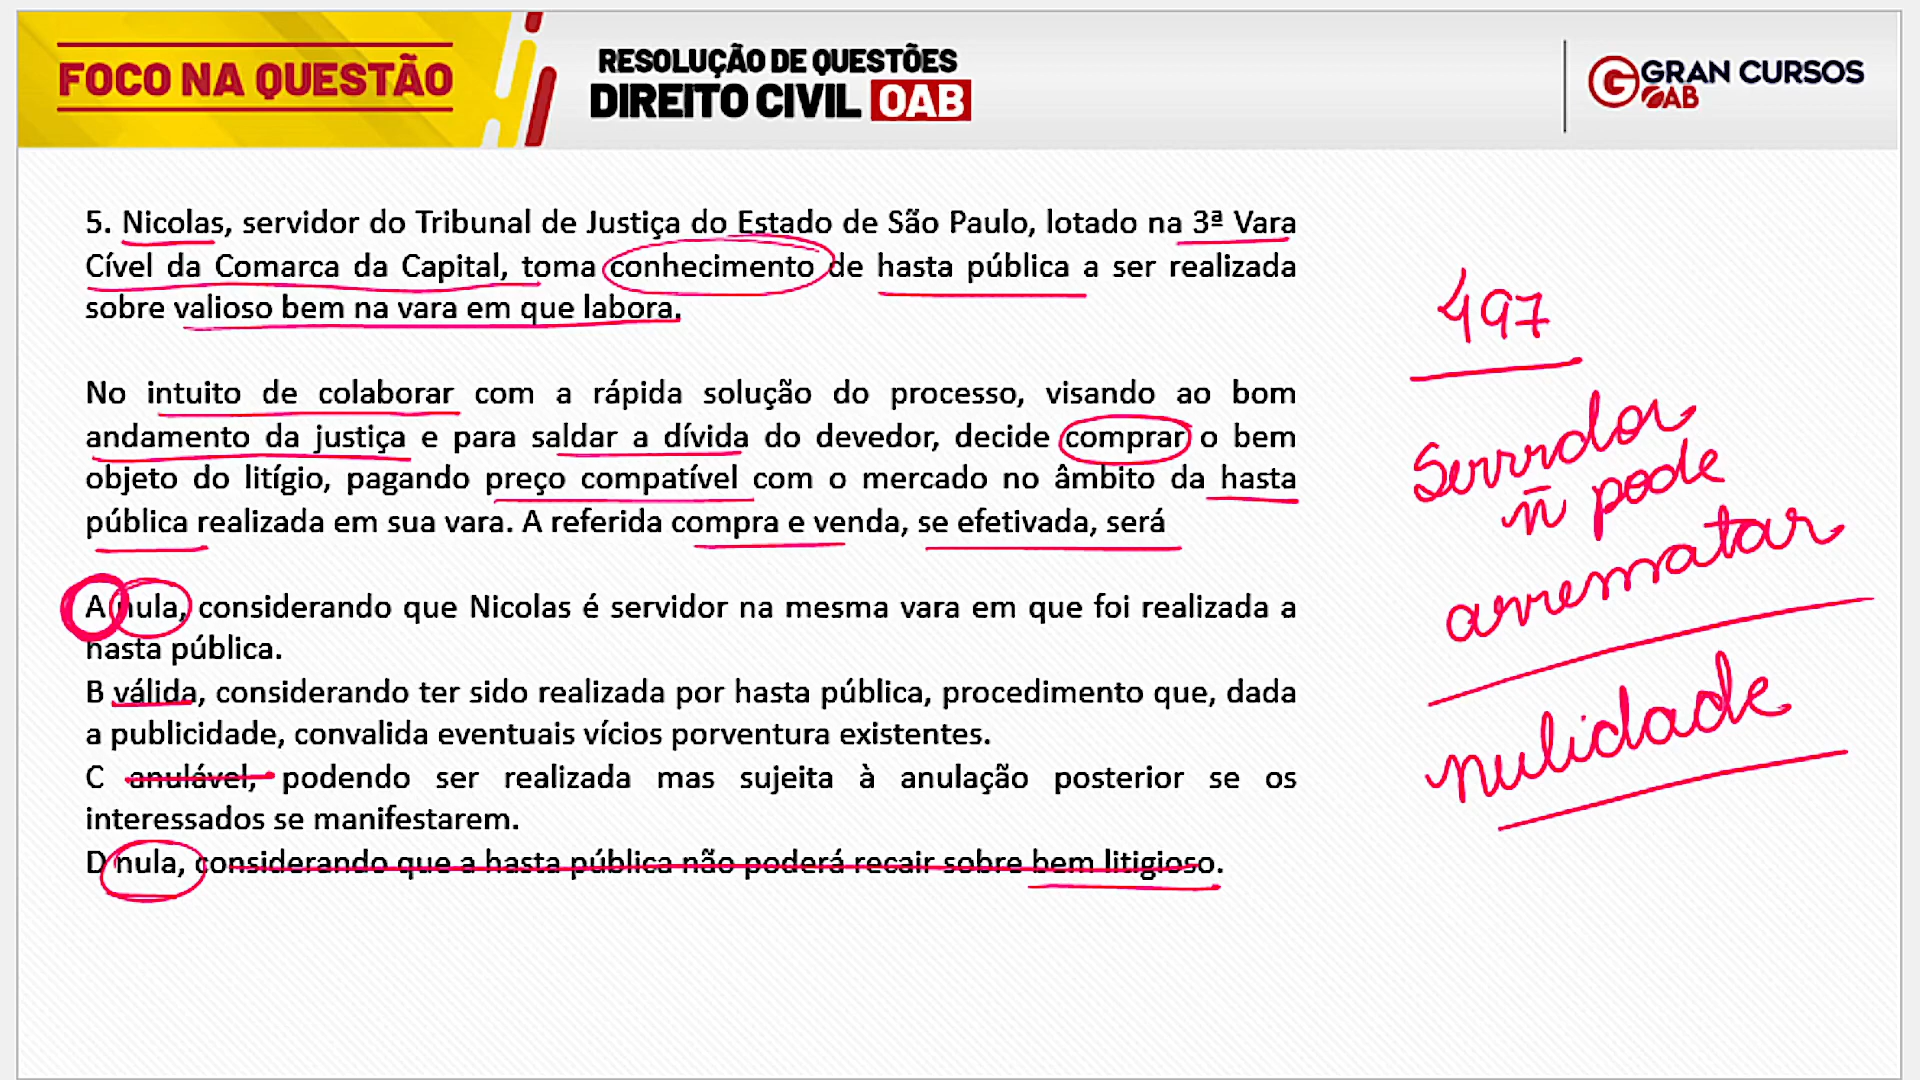 FOCO NA QUESTÃO
RESOLUÇÃO DE QUESTÕES
DIREITO CIVIL OAB
GRAN CURSOS
OAB
5. Nicolas, servidor do Tribunal de Justiça do Estado de São Paulo, lotado na 3ª Vara
Cível da Comarca da Capital, toma conhecimento de hasta pública a ser realizada
sobre valioso bem na vara em que labora.
No intuito de colaborar com a rápida solução do processo, visando ao bom
andamento da justiça e para saldar a dívida do devedor, decide comprar o bem
objeto do litígio, pagando preço compatível com o mercado no âmbito da hasta
pública realizada em sua vara. A referida compra e venda, se efetivada, será
A nula, considerando que Nicolas é servidor na mesma vara em que foi realizada a
hasta pública.
B válida, considerando ter sido realizada por hasta pública, procedimento que, dada
a publicidade, convalida eventuais vícios porventura existentes.
C anulável, podendo ser realizada mas sujeita à anulação posterior se os
interessados se manifestarem.
D nula, considerando que a hasta pública não poderá recair sobre bem litigioso.
497
Servidor
ñ pode
arrematar
nulidade